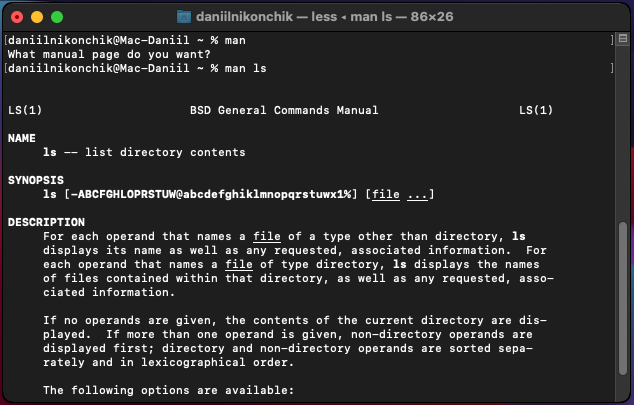 daniilnikonchik — less ◂ man ls — 86×26
[daniilnikonchik@Mac-Daniil ~ % man ]
What manual page do you want?
[daniilnikonchik@Mac-Daniil ~ % man ls ]
LS(1) BSD General Commands Manual LS(1)
NAME
ls -- list directory contents
SYNOPSIS
ls [-ABCFGHLOPRSTUW@abcdefghiklmnopqrstuwx1%] [file ...]
DESCRIPTION
For each operand that names a file of a type other than directory, ls
displays its name as well as any requested, associated information. For
each operand that names a file of type directory, ls displays the names
of files contained within that directory, as well as any requested, asso-
ciated information.
If no operands are given, the contents of the current directory are dis-
played. If more than one operand is given, non-directory operands are
displayed first; directory and non-directory operands are sorted sepa-
rately and in lexicographical order.
The following options are available: